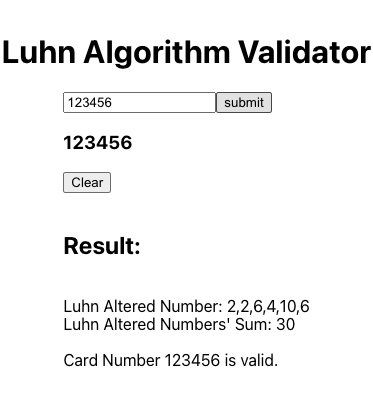 Luhn Algorithm Validator
123456 submit
123456
Clear
Result:
Luhn Altered Number: 2,2,6,4,10,6
Luhn Altered Numbers' Sum: 30
Card Number 123456 is valid.